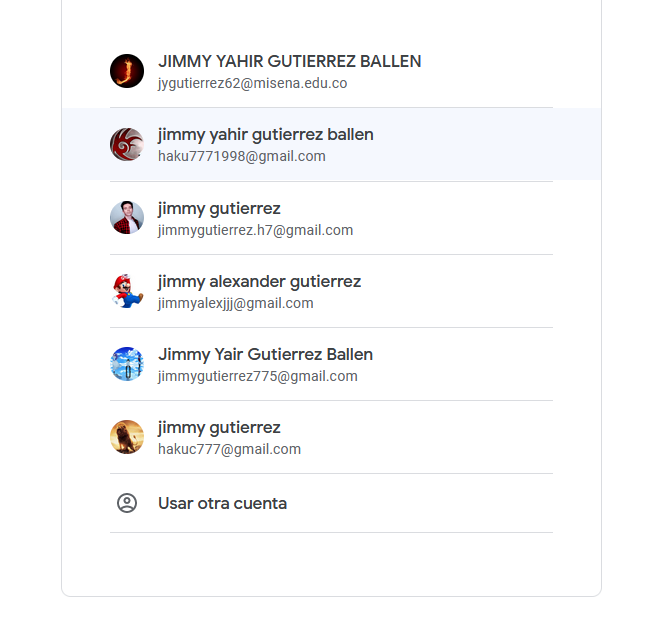 JIMMY YAHIR GUTIERREZ BALLEN
jygutierrez62@misena.edu.co
jimmy yahir gutierrez ballen
haku7771998@gmail.com
jimmy gutierrez
jimmygutierrez.h7@gmail.com
jimmy alexander gutierrez
jimmyalexjjj@gmail.com
Jimmy Yair Gutierrez Ballen
jimmygutierrez775@gmail.com
jimmy gutierrez
hakuc777@gmail.com
Usar otra cuenta